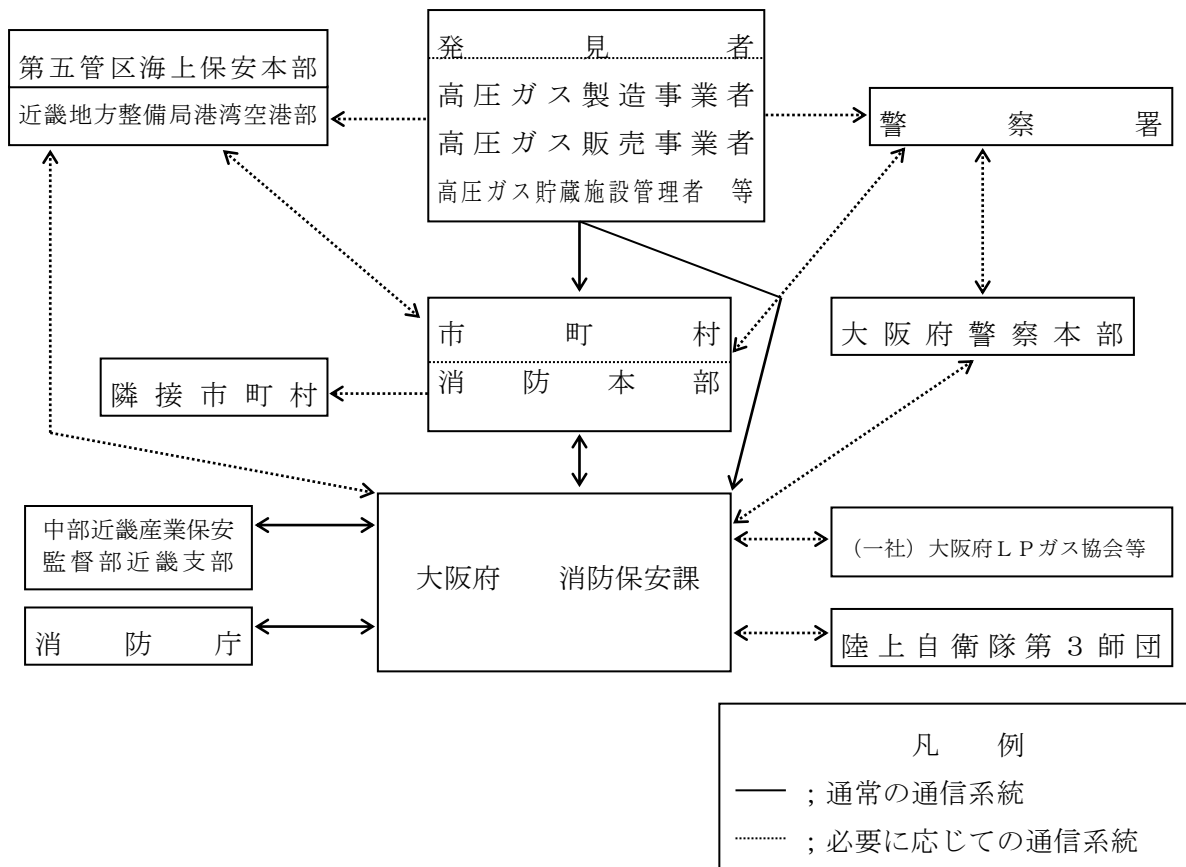 発見者
高圧ガス製造事業者
高圧ガス販売事業者
高圧ガス貯蔵施設管理者 等
第五管区海上保安本部
近畿地方整備局港湾空港部
警察署
市町村
消防本部
大阪府警察本部
隣接市町村
中部近畿産業保安
監督部近畿支部
大阪府 消防保安課
(一社)大阪府LPガス協会等
消防庁
陸上自衛隊第3師団
凡 例
;通常の通信系統
;必要に応じての通信系統